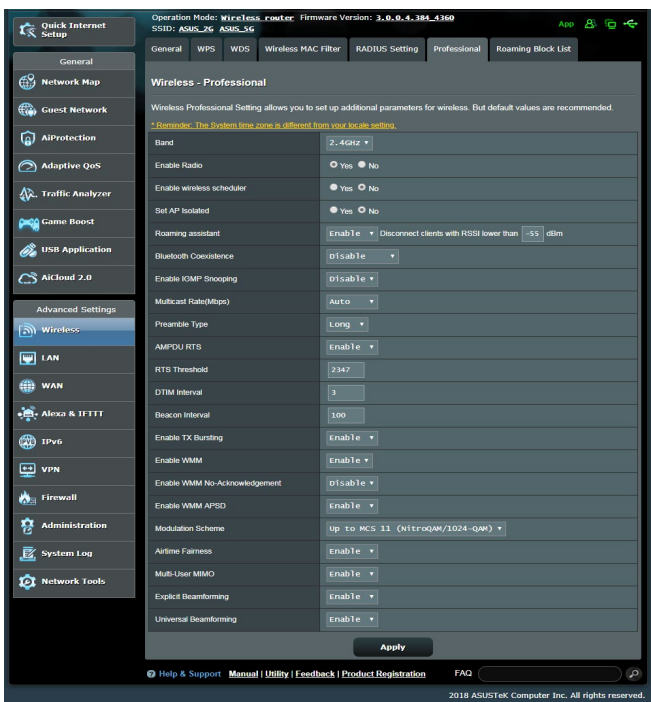 Operation Mode: Wireless router Firmware Version: 3.0.0.4.384_4360
SSID: ASUS_2G ASUS_5G
App
Quick Internet
Setup
General
Network Map
Guest Network
AiProtection
Adaptive QoS
Traffic Analyzer
Game Boost
USB Application
AiCloud 2.0
Advanced Settings
Wireless
LAN
WAN
Alexa & IFTTT
IPv6
VPN
Firewall
Administration
System Log
Network Tools
General WPS WDS Wireless MAC Filter RADIUS Setting Professional Roaming Block List
Wireless - Professional
Wireless Professional Setting allows you to set up additional parameters for wireless. But default values are recommended.
* Reminder: The System time zone is different from your locale setting.
Band 2.4GHz
Enable Radio Yes No
Enable wireless scheduler Yes No
Set AP Isolated Yes No
Roaming assistant Enable Disconnect clients with RSSI lower than -55 dBm
Bluetooth Coexistence Disable
Enable IGMP Snooping Disable
Multicast Rate(Mbps) Auto
Preamble Type Long
AMPDU RTS Enable
RTS Threshold 2347
DTIM Interval 3
Beacon Interval 100
Enable TX Bursting Enable
Enable WMM Enable
Enable WMM No-Acknowledgement Disable
Enable WMM APSD Enable
Modulation Scheme Up to MCS 11 (NitroQAM/1024-QAM)
Airtime Fairness Enable
Multi-User MIMO Enable
Explicit Beamforming Enable
Universal Beamforming Enable
Apply
Help & Support Manual | Utility | Feedback | Product Registration FAQ
2018 ASUSTeK Computer Inc. All rights reserved.